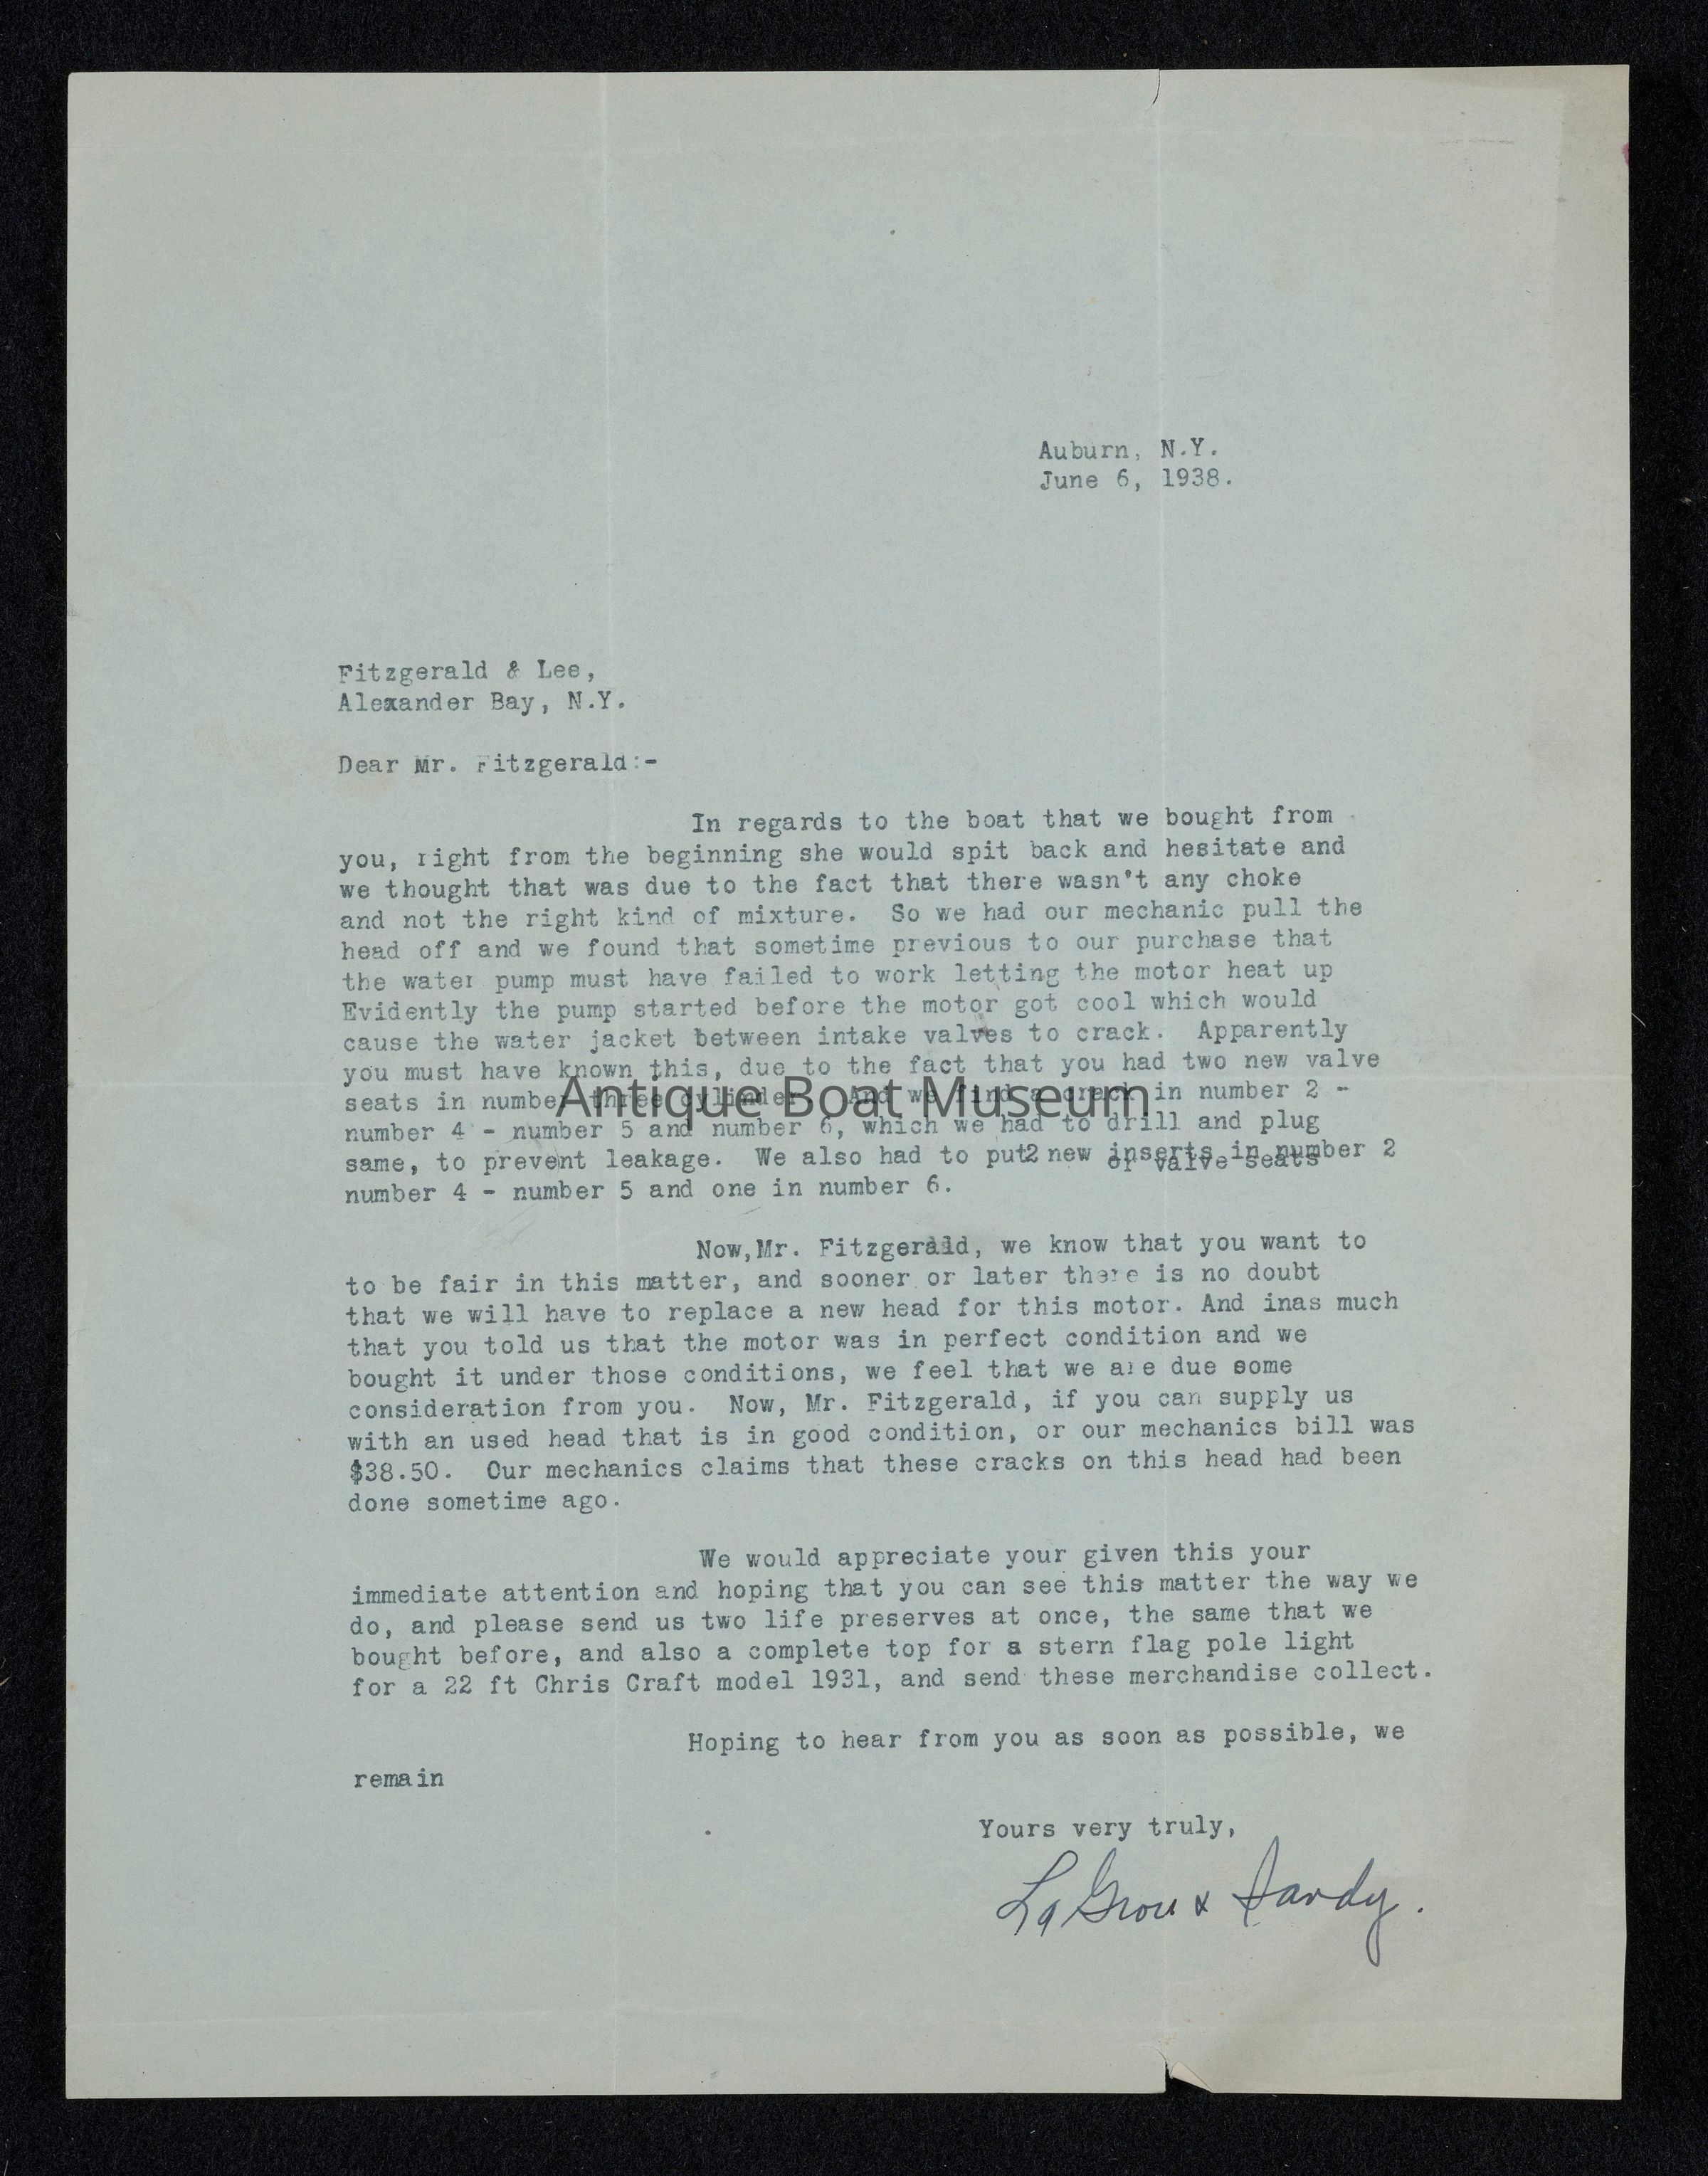 Auburn, N.Y.
June 6, 1938.
Fitzgerald & Lee,
Alexander Bay, N.Y.
Dear Mr. Fitzgerald:-
In regards to the boat that we bought from
you, right from the beginning she would spit back and hesitate and
we thought that was due to the fact that there wasn't any choke
and not the right kind of mixture. So we had our mechanic pull the
head off and we found that sometime previous to our purchase that
the water pump must have failed to work letting the motor heat up
Evidently the pump started before the motor got cool which would
cause the water jacket between intake valves to crack. Apparently
you must have known this, due to the fact that you had two new valve
seats in number three cylinder. And we find a crack in number 2 -
Antique Boat Museum
number 4 - number 5 and number 6, which we had to drill and plug
same, to prevent leakage. We also had to put 2 new inserts in number 2
or valve seats
number 4 - number 5 and one in number 6.
Now,Mr. Fitzgerald, we know that you want to
to be fair in this matter, and sooner or later there is no doubt
that we will have to replace a new head for this motor. And inas much
that you told us that the motor was in perfect condition and we
bought it under those conditions, we feel that we are due some
consideration from you. Now, Mr. Fitzgerald, if you can supply us
with an used head that is in good condition, or our mechanics bill was
$38.50. Our mechanics claims that these cracks on this head had been
done sometime ago.
We would appreciate your given this your
immediate attention and hoping that you can see this matter the way we
do, and please send us two life preserves at once, the same that we
bought before, and also a complete top for a stern flag pole light
for a 22 ft Chris Craft model 1931, and send these merchandise collect.
Hoping to hear from you as soon as possible, we
remain
Yours very truly,